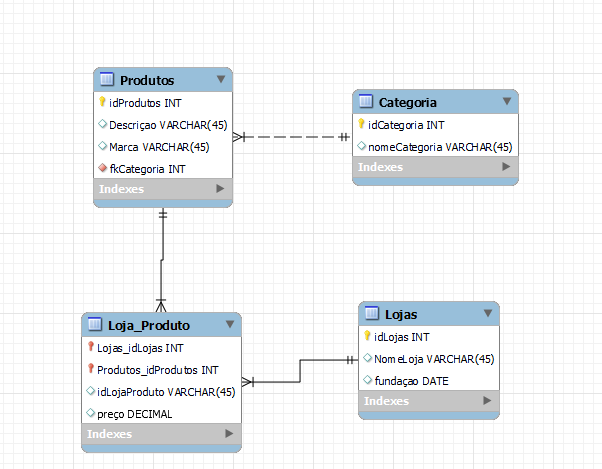 Produtos
idProdutos INT
Descriçao VARCHAR(45)
Marca VARCHAR(45)
fkCategoria INT
Indexes
Categoria
idCategoria INT
nomeCategoria VARCHAR(45)
Indexes
Loja_Produto
Lojas_idLojas INT
Produtos_idProdutos INT
idLojaProduto VARCHAR(45)
preço DECIMAL
Indexes
Lojas
idLojas INT
NomeLoja VARCHAR(45)
fundaçao DATE
Indexes